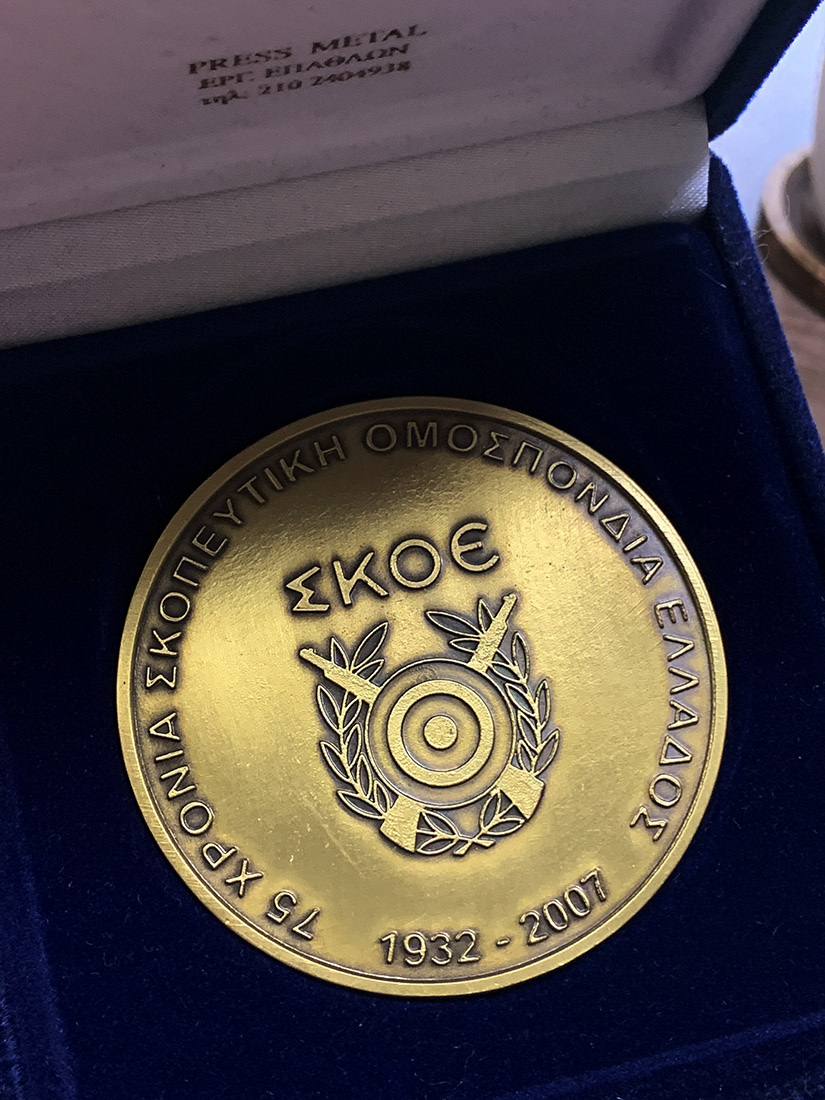 PRESS METAL
ΕΡΓ. ΕΠΑΘΛΩΝ
τηλ: 210 2404938
75 ΧΡΟΝΙΑ ΣΚΟΠΕΥΤΙΚΗ ΟΜΟΣΠΟΝΔΙΑ ΕΛΛΑΔΟΣ
ΣΚΟΕ
1932 - 2007